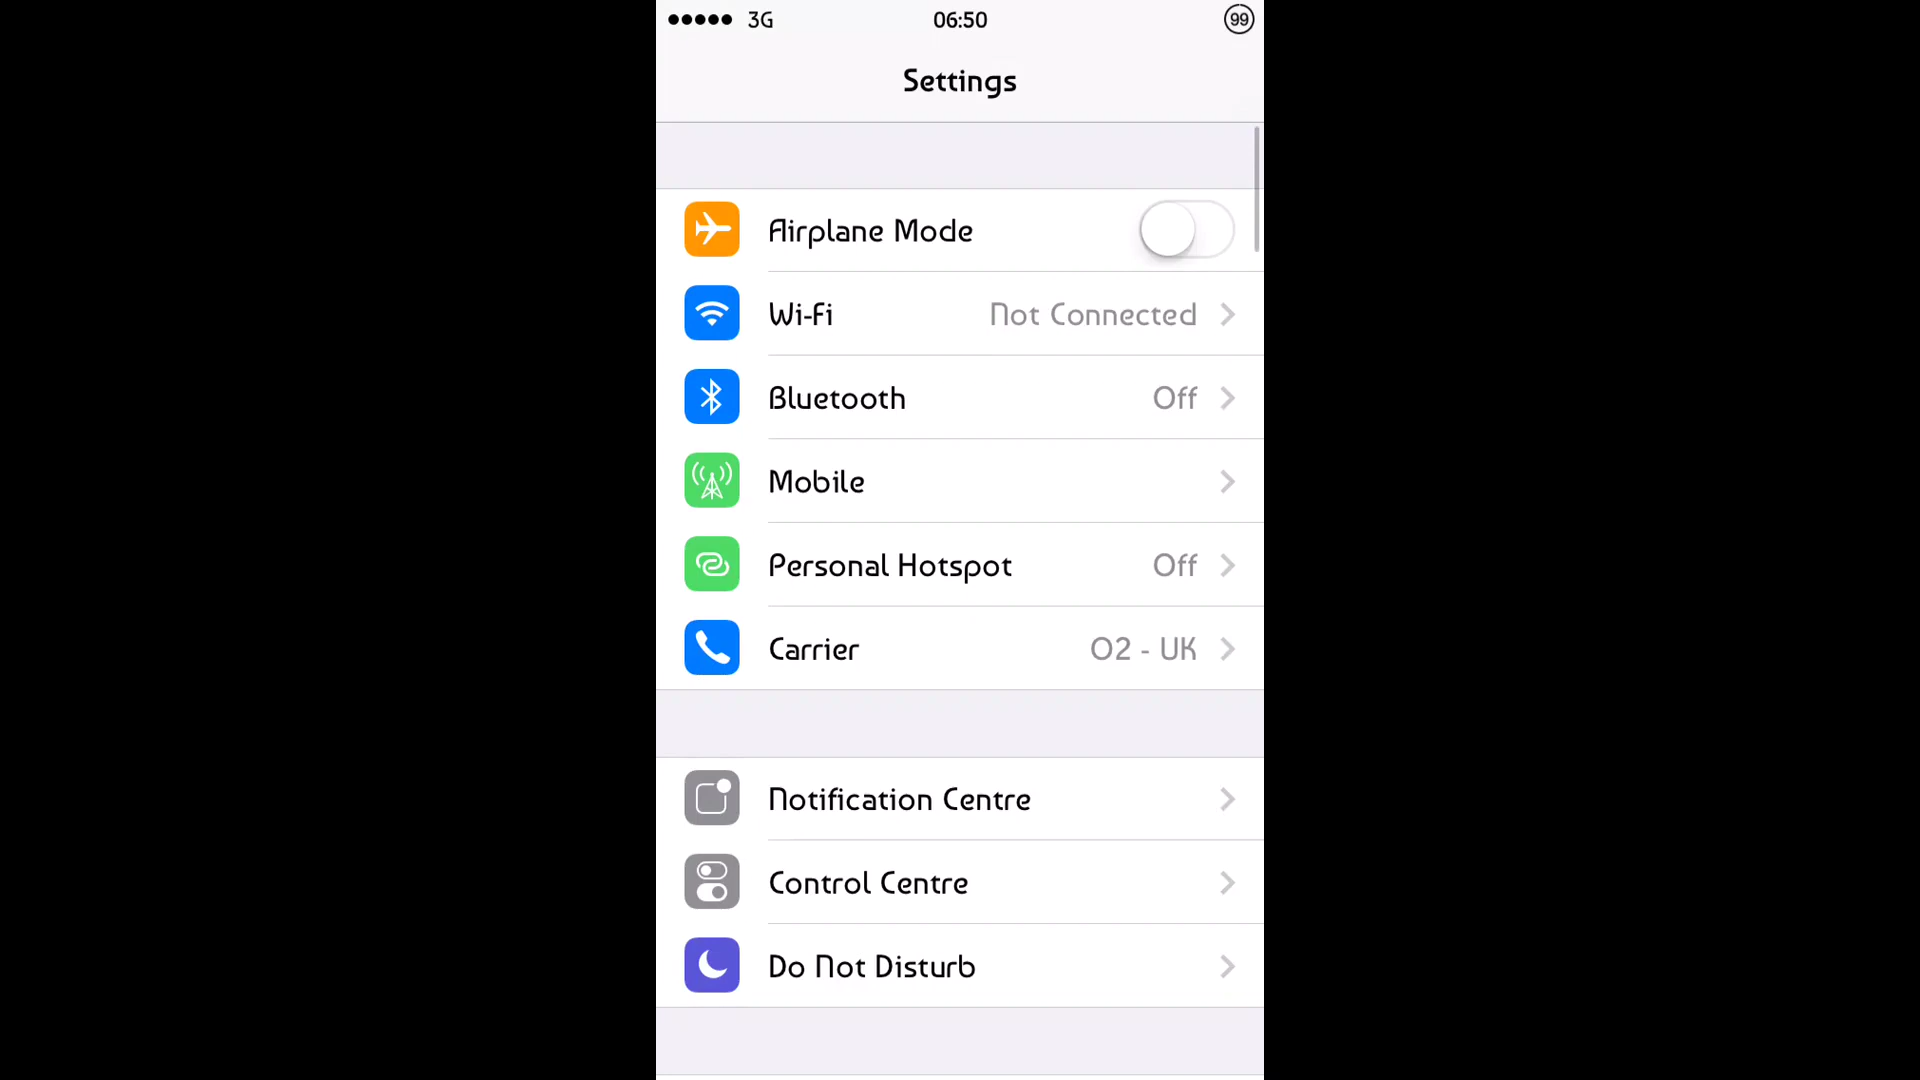 3G 06:50 99
Settings
Airplane Mode
Wi-Fi Not Connected
Bluetooth Off
Mobile
Personal Hotspot Off
Carrier O2 - UK
Notification Centre
Control Centre
Do Not Disturb